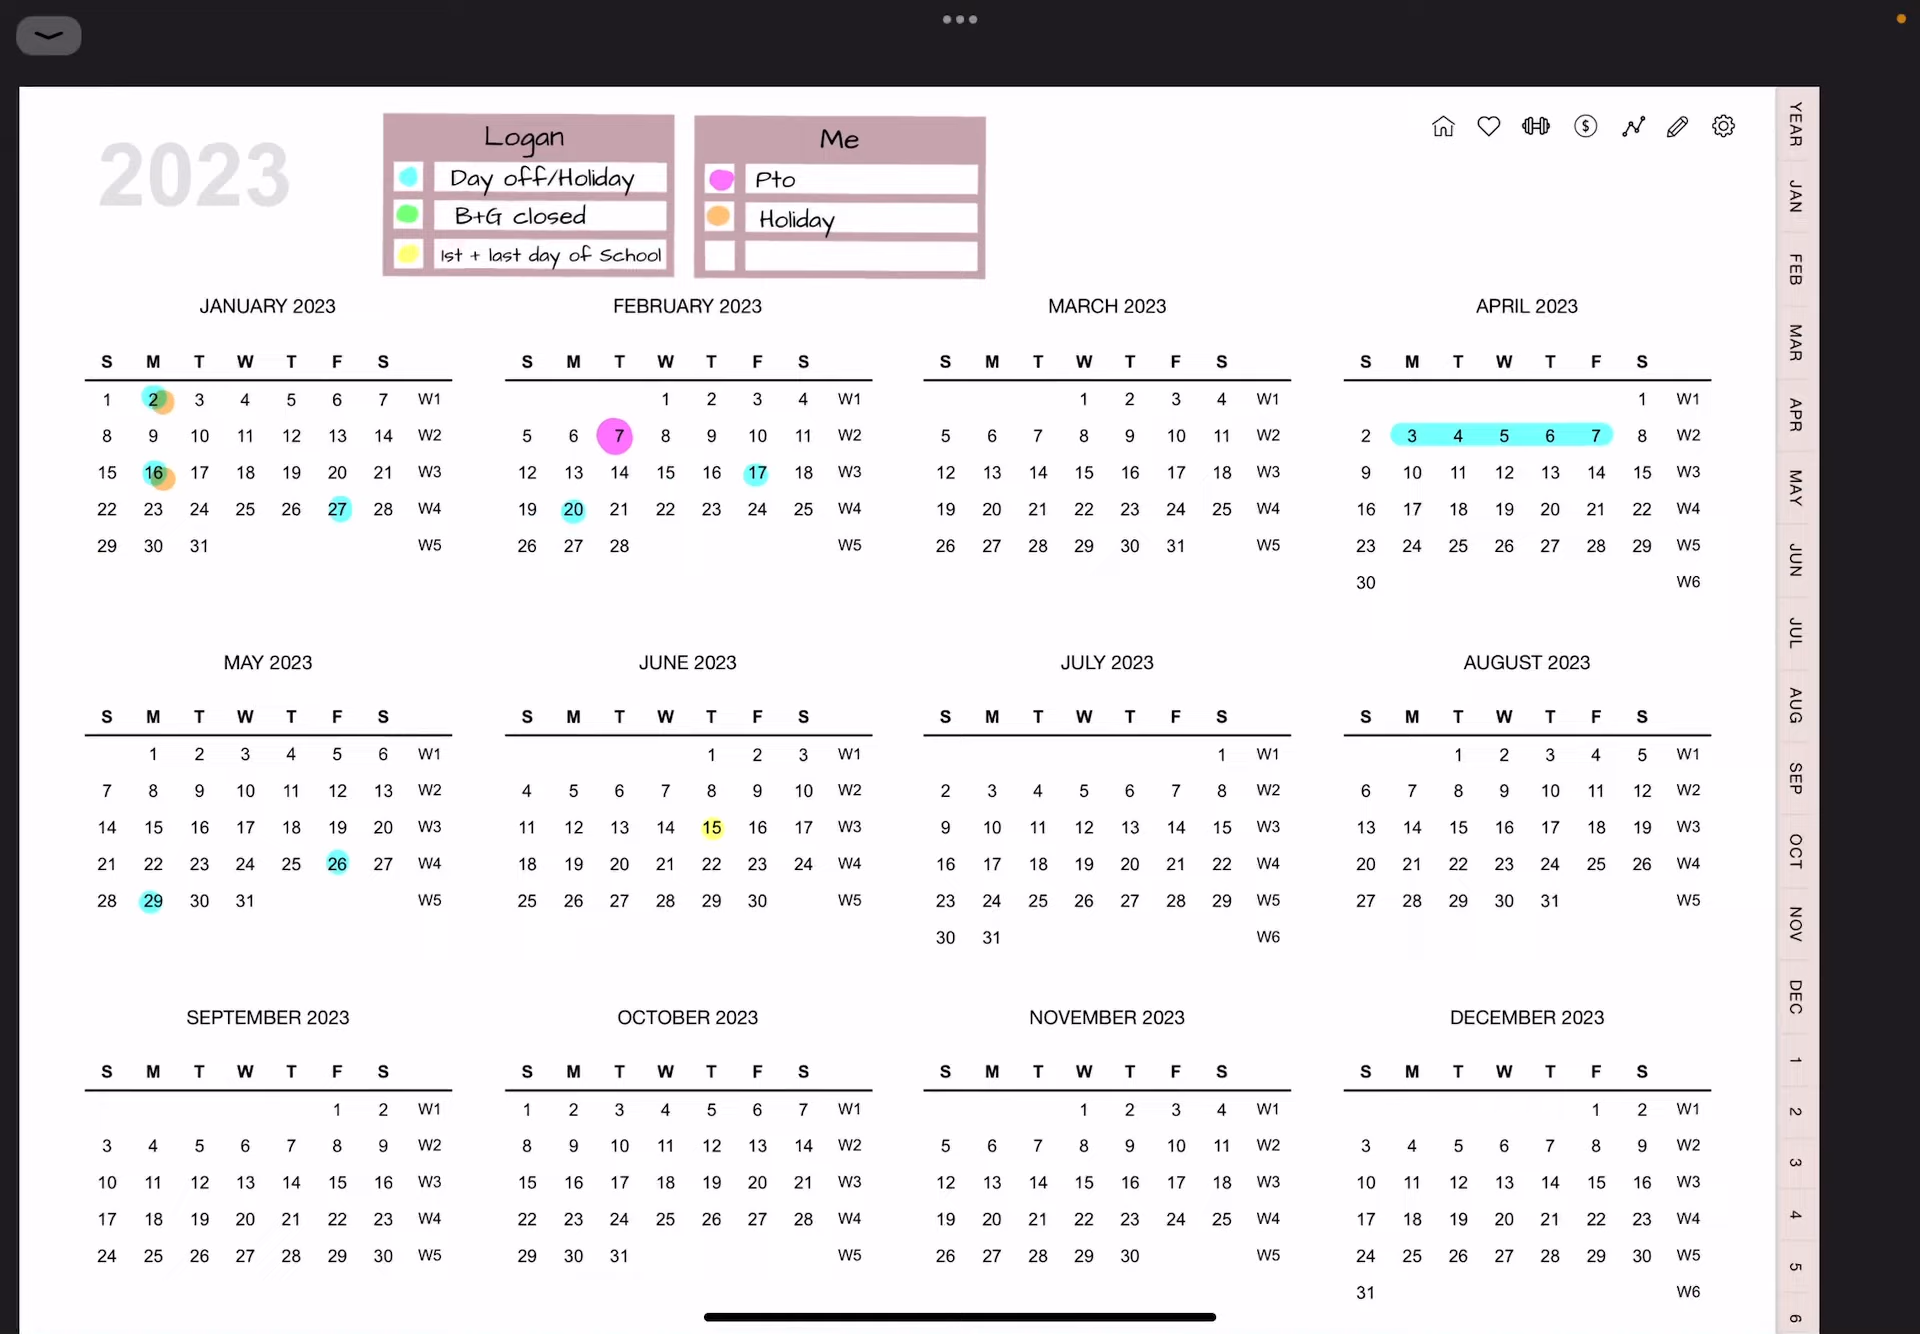 2023
Logan
Day off/Holiday
B+G closed
1st + last day of School
Me
Pto
Holiday
JANUARY 2023
S M T W T F S
1 2 3 4 5 6 7 W1
8 9 10 11 12 13 14 W2
15 16 17 18 19 20 21 W3
22 23 24 25 26 27 28 W4
29 30 31 W5
FEBRUARY 2023
S M T W T F S
1 2 3 4 W1
5 6 7 8 9 10 11 W2
12 13 14 15 16 17 18 W3
19 20 21 22 23 24 25 W4
26 27 28 W5
MARCH 2023
S M T W T F S
1 2 3 4 W1
5 6 7 8 9 10 11 W2
12 13 14 15 16 17 18 W3
19 20 21 22 23 24 25 W4
26 27 28 29 30 31 W5
APRIL 2023
S M T W T F S
1 W1
2 3 4 5 6 7 8 W2
9 10 11 12 13 14 15 W3
16 17 18 19 20 21 22 W4
23 24 25 26 27 28 29 W5
30 W6
MAY 2023
S M T W T F S
1 2 3 4 5 6 W1
7 8 9 10 11 12 13 W2
14 15 16 17 18 19 20 W3
21 22 23 24 25 26 27 W4
28 29 30 31 W5
JUNE 2023
S M T W T F S
1 2 3 W1
4 5 6 7 8 9 10 W2
11 12 13 14 15 16 17 W3
18 19 20 21 22 23 24 W4
25 26 27 28 29 30 W5
JULY 2023
S M T W T F S
1 W1
2 3 4 5 6 7 8 W2
9 10 11 12 13 14 15 W3
16 17 18 19 20 21 22 W4
23 24 25 26 27 28 29 W5
30 31 W6
AUGUST 2023
S M T W T F S
1 2 3 4 5 W1
6 7 8 9 10 11 12 W2
13 14 15 16 17 18 19 W3
20 21 22 23 24 25 26 W4
27 28 29 30 31 W5
SEPTEMBER 2023
S M T W T F S
1 2 W1
3 4 5 6 7 8 9 W2
10 11 12 13 14 15 16 W3
17 18 19 20 21 22 23 W4
24 25 26 27 28 29 30 W5
OCTOBER 2023
S M T W T F S
1 2 3 4 5 6 7 W1
8 9 10 11 12 13 14 W2
15 16 17 18 19 20 21 W3
22 23 24 25 26 27 28 W4
29 30 31 W5
NOVEMBER 2023
S M T W T F S
1 2 3 4 W1
5 6 7 8 9 10 11 W2
12 13 14 15 16 17 18 W3
19 20 21 22 23 24 25 W4
26 27 28 29 30 W5
DECEMBER 2023
S M T W T F S
1 2 W1
3 4 5 6 7 8 9 W2
10 11 12 13 14 15 16 W3
17 18 19 20 21 22 23 W4
24 25 26 27 28 29 30 W5
31 W6
YEAR
JAN
FEB
MAR
APR
MAY
JUN
JUL
AUG
SEP
OCT
NOV
DEC
1
2
3
4
5
6